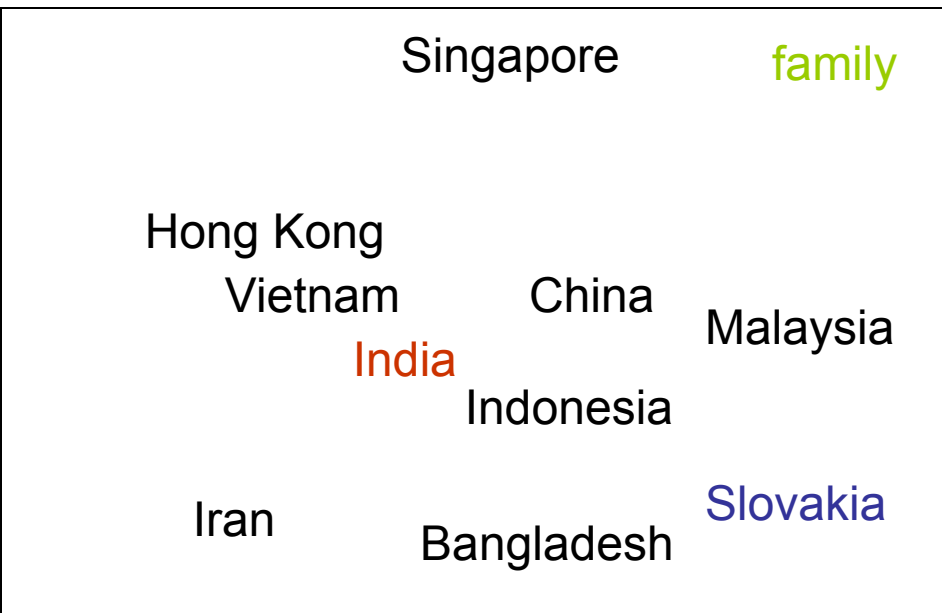 Singapore
family
Hong Kong
Vietnam
China
Malaysia
India
Indonesia
Slovakia
Iran
Bangladesh